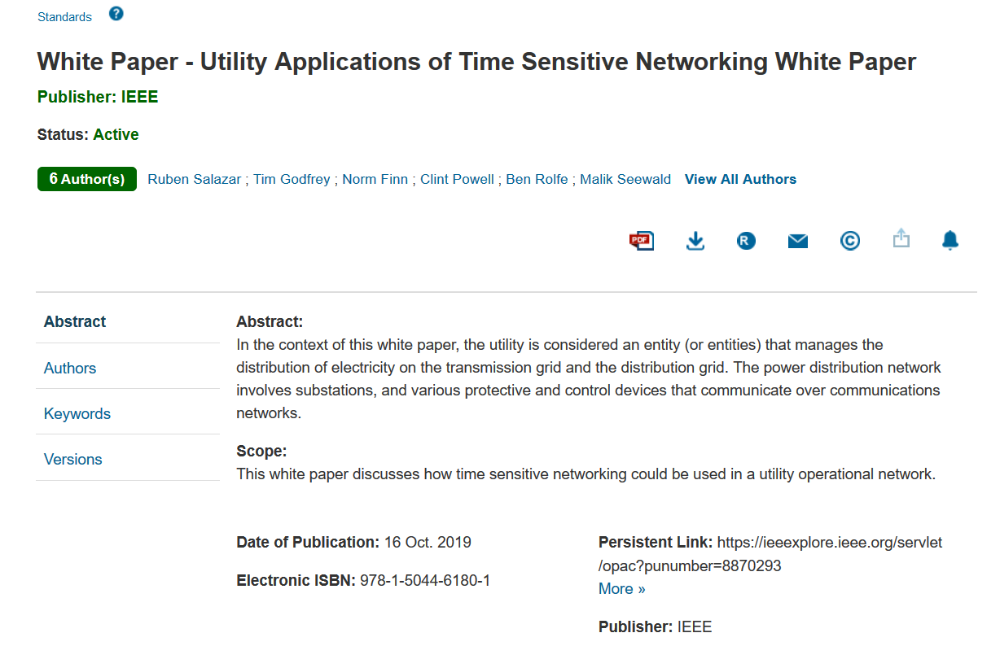 Standards ?
White Paper - Utility Applications of Time Sensitive Networking White Paper
Publisher: IEEE
Status: Active
6 Author(s) Ruben Salazar ; Tim Godfrey ; Norm Finn ; Clint Powell ; Ben Rolfe ; Malik Seewald View All Authors
PDF R ©
Abstract
Authors
Keywords
Versions
Abstract:
In the context of this white paper, the utility is considered an entity (or entities) that manages the
distribution of electricity on the transmission grid and the distribution grid. The power distribution network
involves substations, and various protective and control devices that communicate over communications
networks.
Scope:
This white paper discusses how time sensitive networking could be used in a utility operational network.
Date of Publication: 16 Oct. 2019
Electronic ISBN: 978-1-5044-6180-1
Persistent Link: https://ieeexplore.ieee.org/servlet
/opac?punumber=8870293
More »
Publisher: IEEE